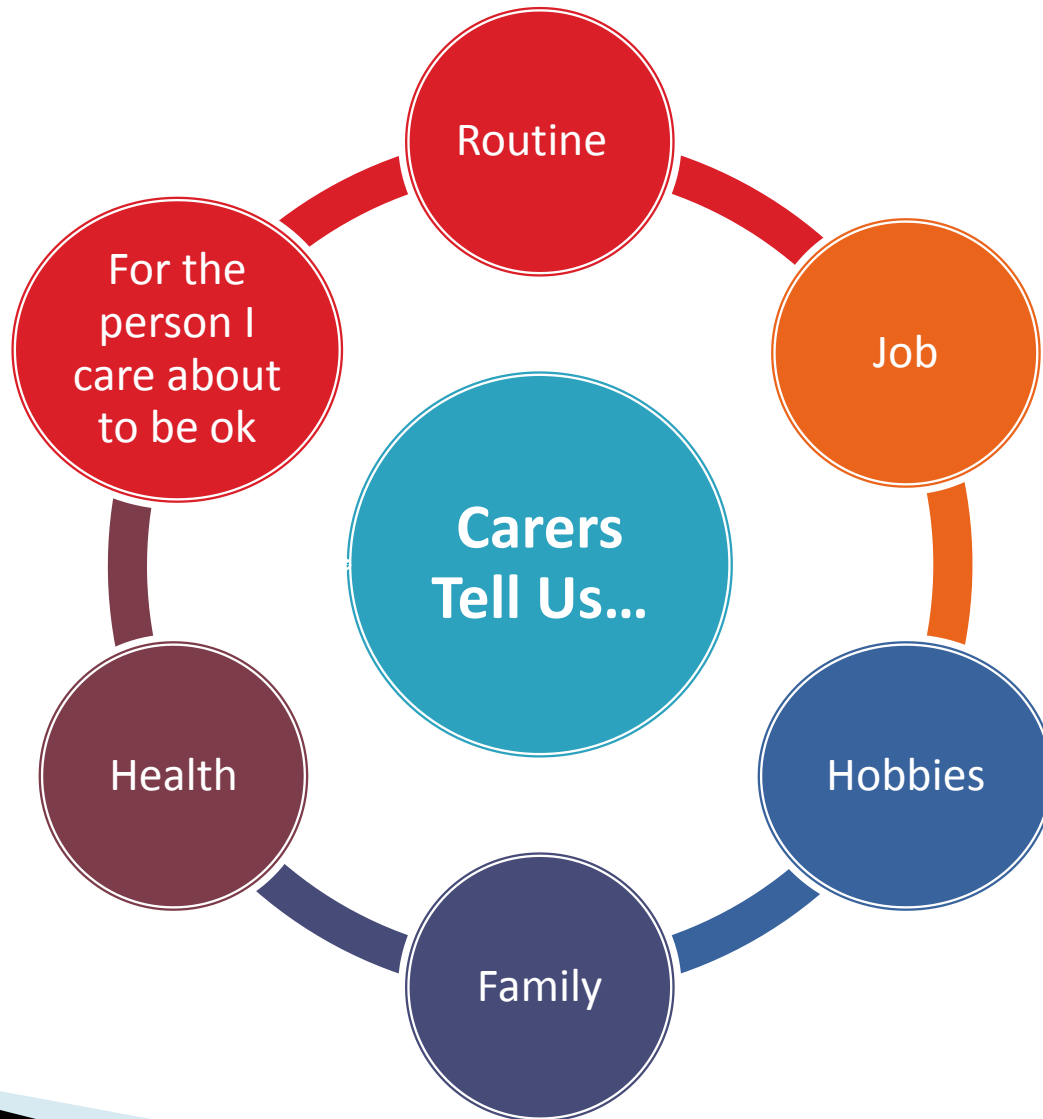 Routine
For the
person I
care about
to be ok
Job
Carers
Tell Us...
Health
Hobbies
Family